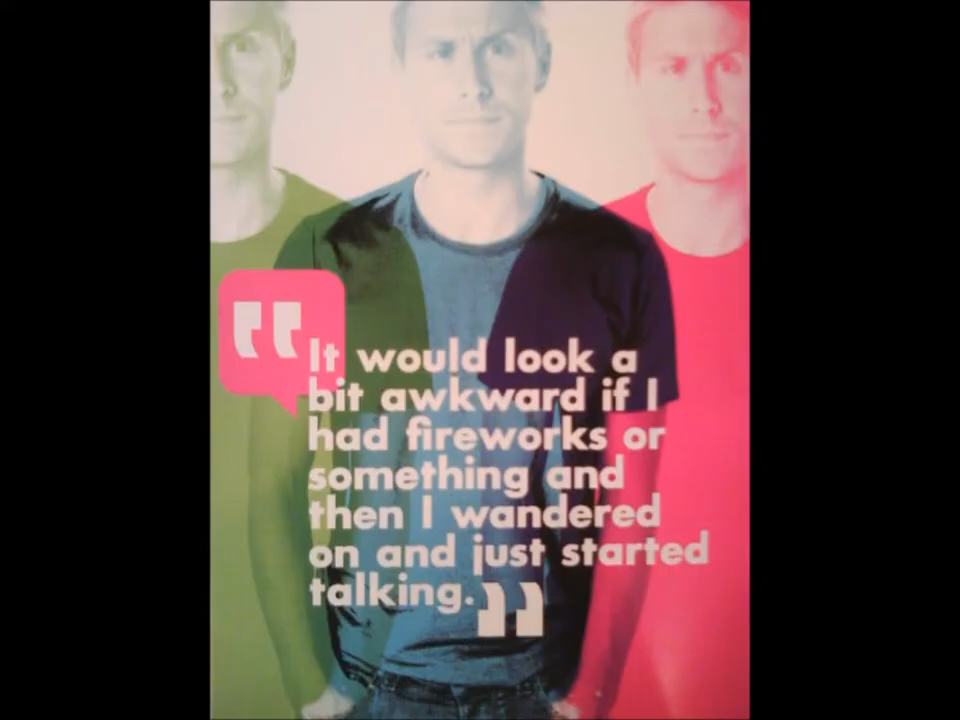 “It would look a
bit awkward if I
had fireworks or
something and
then I wandered
on and just started
talking.”